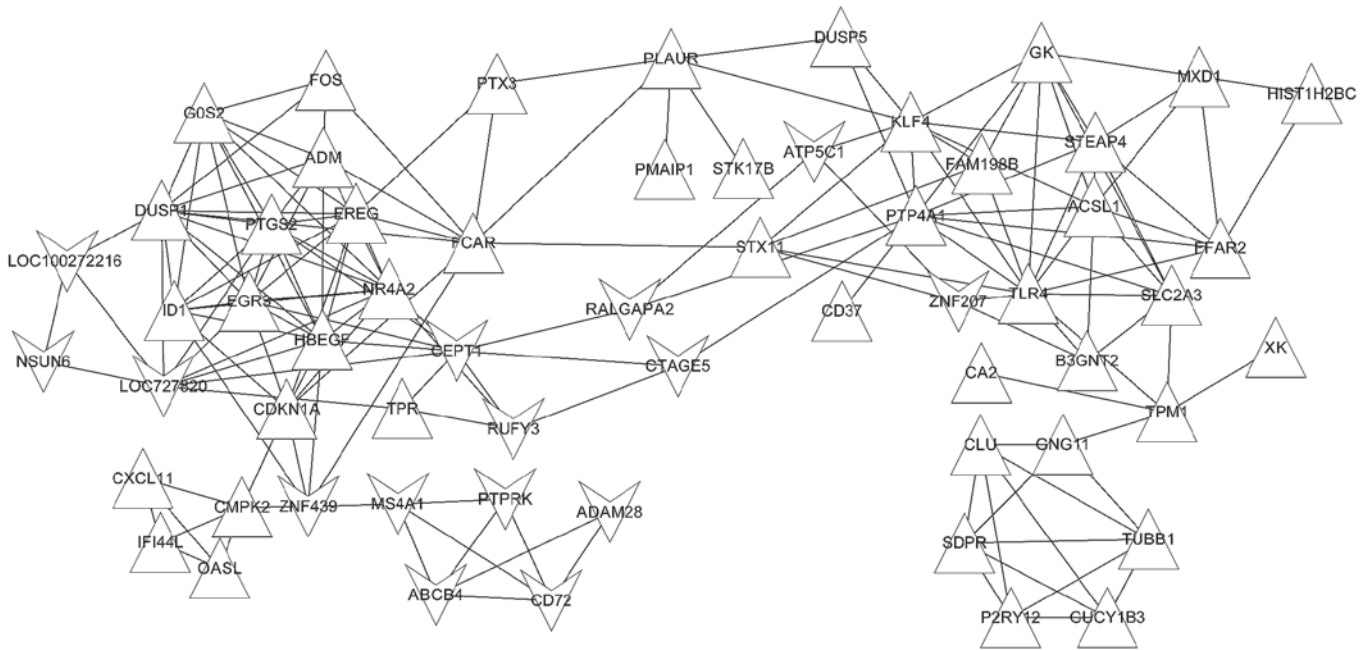 DUSP5
FOS
PLAUR
GK
PTX3
MXD1
HIST1H2BC
G0S2
KLF4
STEAP4
ADM
ATP5C1
FAM198B
PMAIP1
STK17B
DUSP1
PTGS2
EREG
PTP4A1
ACSL1
FCAR
STX11
FFAR2
LOC100272216
NR4A2
ID1
EGR3
RALGAPA2
CD37
ZNF207
TLR4
SLC2A3
HBEGF
CEPT1
NSUN6
LOC727820
CTAGE5
B3GNT2
XK
CA2
CDKN1A
TPR
RUFY3
TPM1
CLU
GNG11
CXCL11
CMPK2
ZNF439
MS4A1
PTPRK
ADAM28
IFI44L
OASL
SDPR
TUBB1
ABCB4
CD72
P2RY12
CUCY1B3